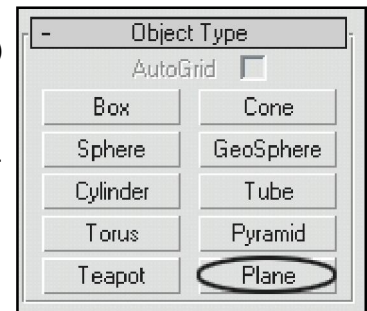 - Object Type
AutoGrid
Box Cone
Sphere GeoSphere
Cylinder Tube
Torus Pyramid
Teapot Plane